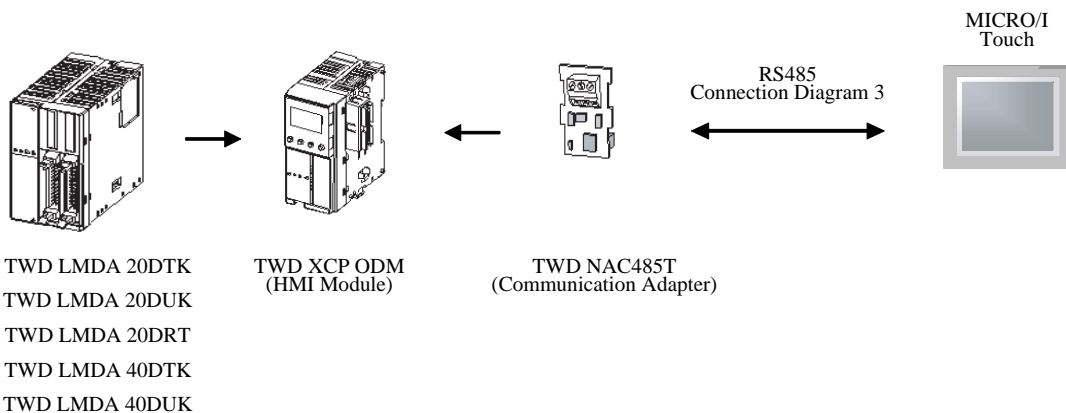 MICRO/I
Touch
RS485
Connection Diagram 3
TWD LMDA 20DTK
TWD LMDA 20DUK
TWD LMDA 20DRT
TWD LMDA 40DTK
TWD LMDA 40DUK
TWD XCP ODM
(HMI Module)
TWD NAC485T
(Communication Adapter)